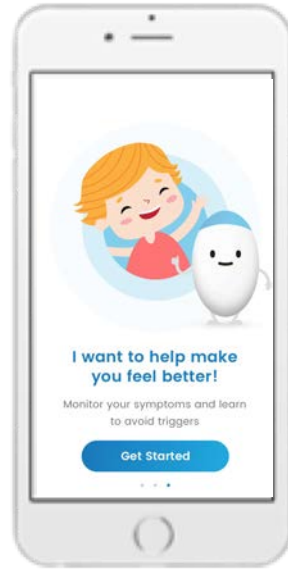 I want to help make
you feel better!
Monitor your symptoms and learn
to avoid triggers
Get Started